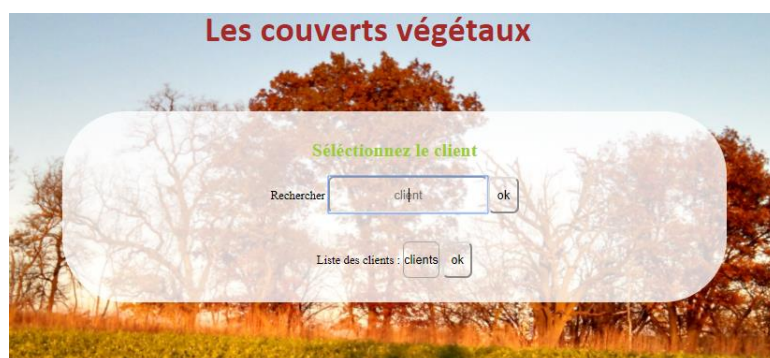 Les couverts végétaux
Séléctionnez le client
Rechercher client ok
Liste des clients : clients ok